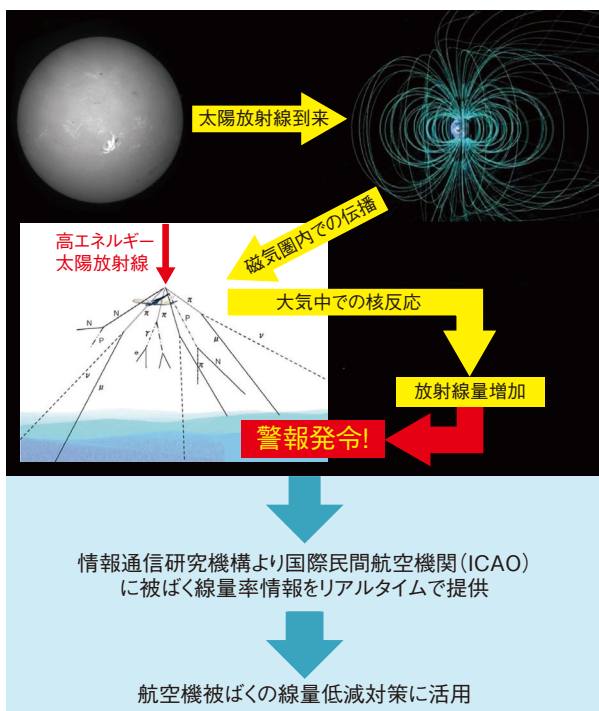 太陽放射線到来
磁気圏内での伝播
高エネルギー
太陽放射線
大気中での核反応
N
P
π
π
π
P
γ
N
μ
ν
e
π
ν
μ
放射線量増加
警報発令!
情報通信研究機構より国際民間航空機関（ICAO）
に被ばく線量率情報をリアルタイムで提供
航空機被ばくの線量低減対策に活用